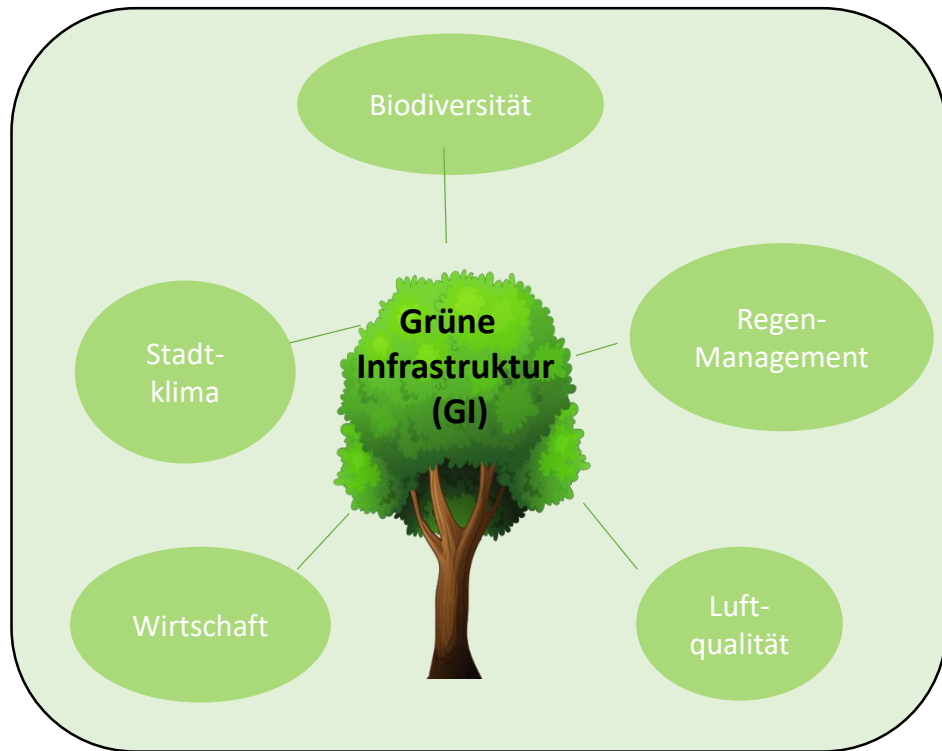 Biodiversität
Grüne
Infrastruktur
(GI)
Regen-
Management
Stadt-
klima
Wirtschaft
Luft-
qualität